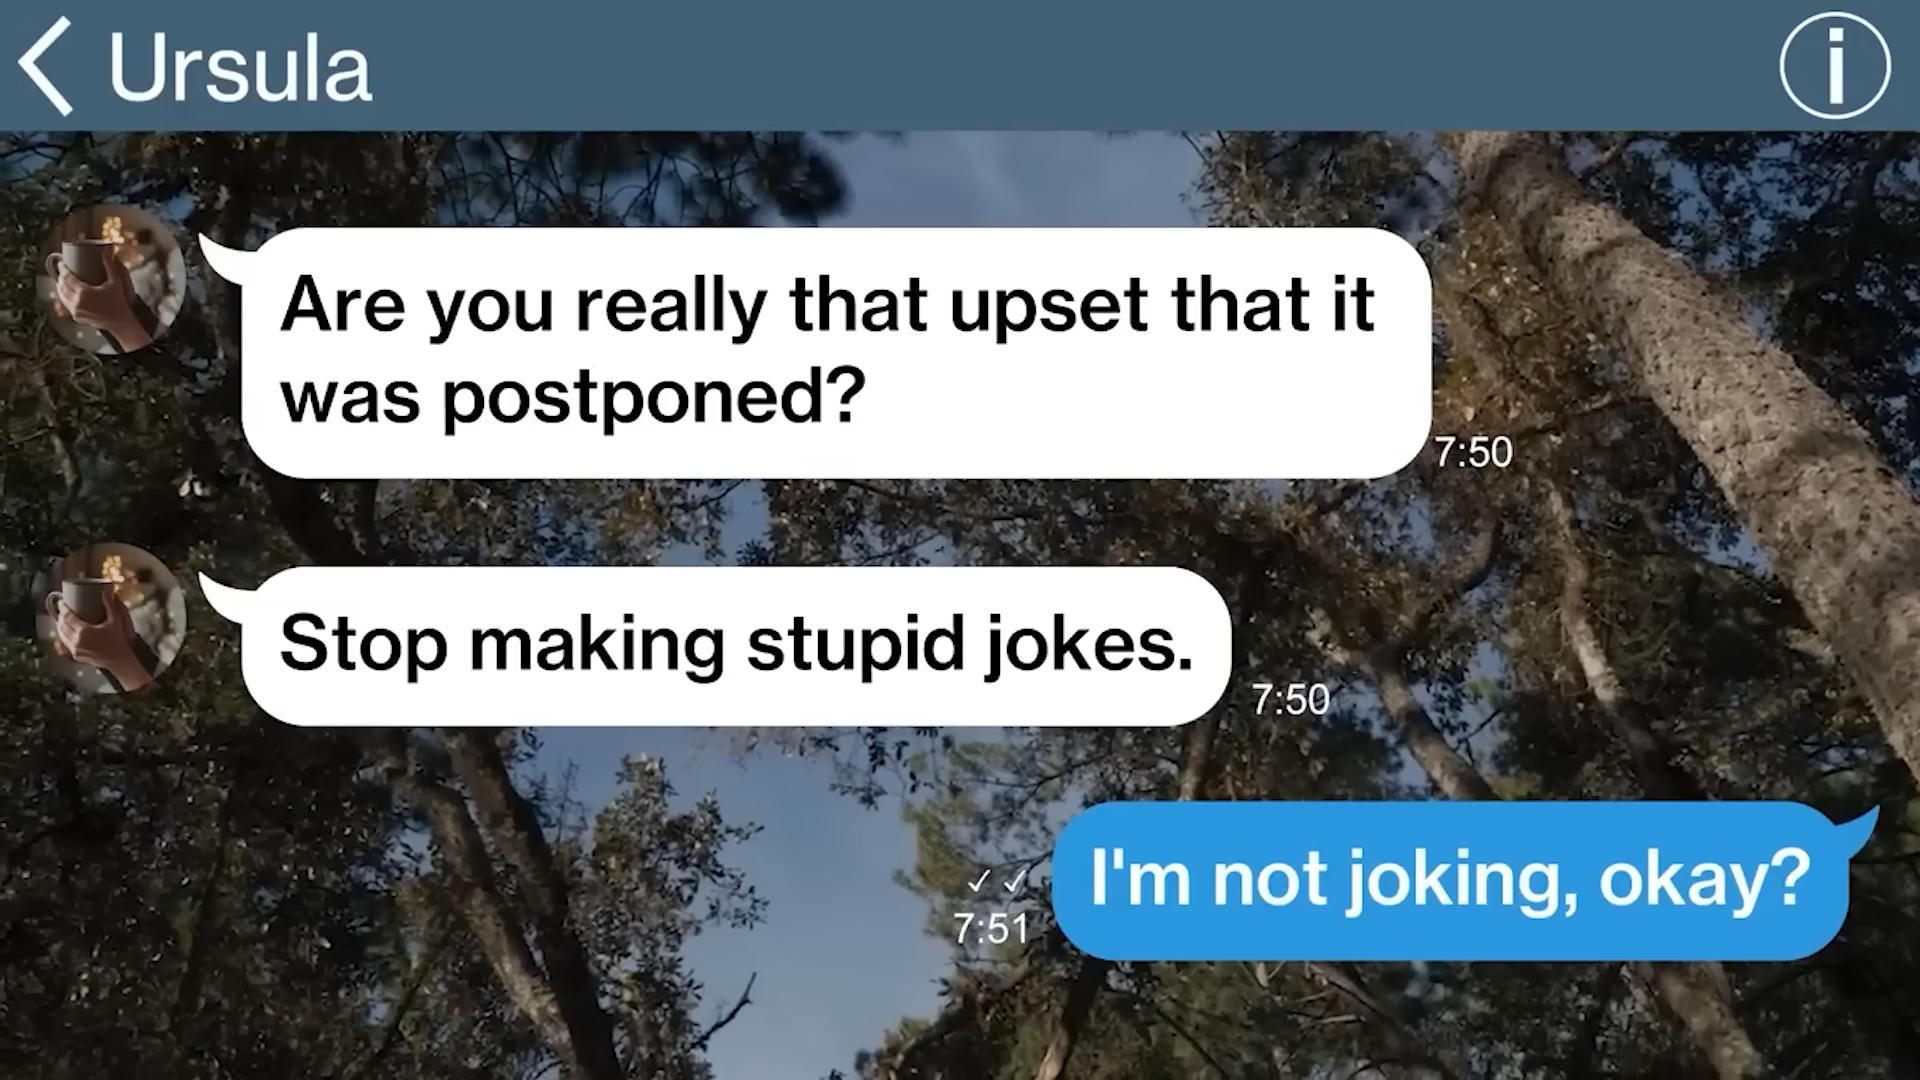 Ursula
Are you really that upset that it
was postponed?
7:50
Stop making stupid jokes.
7:50
I'm not joking, okay?
✓ ✓
7:51